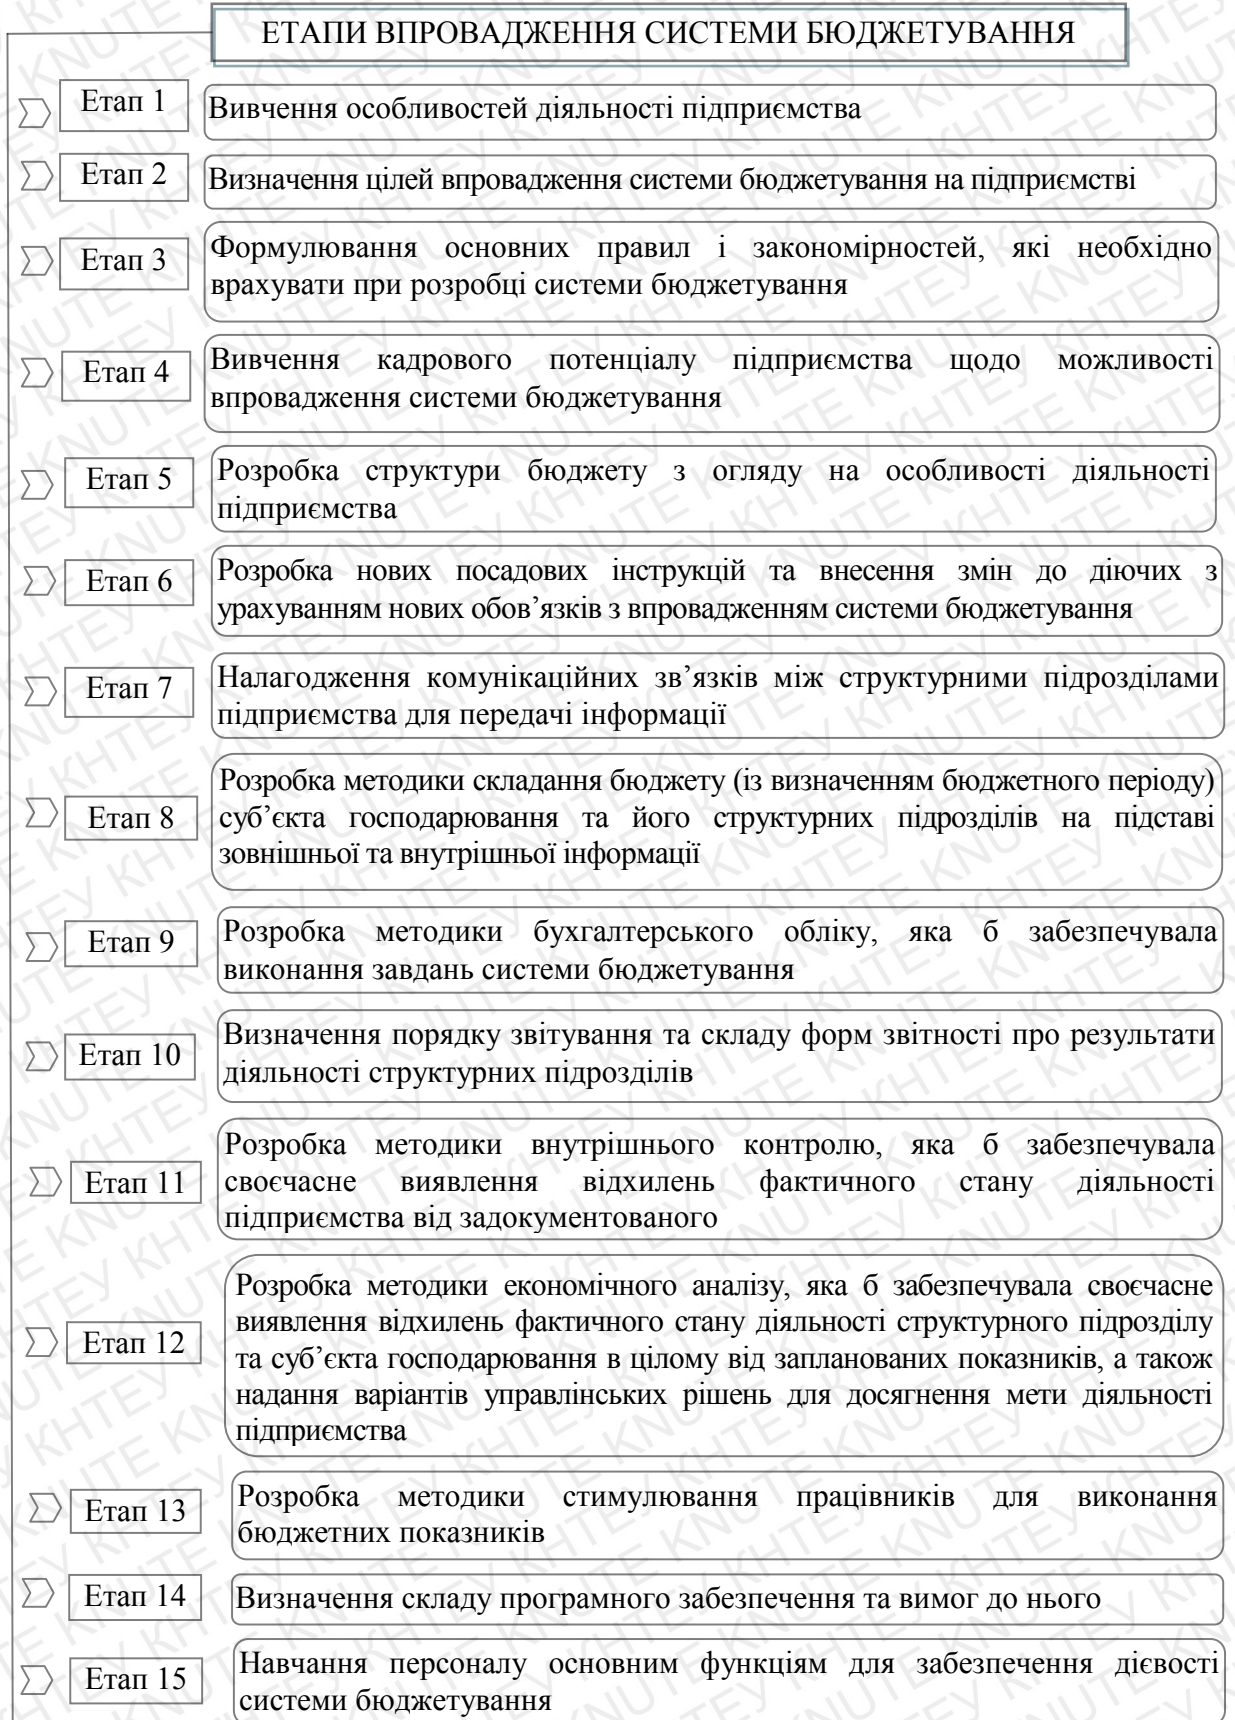 ЕТАПИ ВПРОВАДЖЕННЯ СИСТЕМИ БЮДЖЕТУВАННЯ
Етап 1
Вивчення особливостей діяльності підприємства
Етап 2
Визначення цілей впровадження системи бюджетування на підприємстві
Етап 3
Формулювання основних правил і закономірностей, які необхідно
врахувати при розробці системи бюджетування
Етап 4
Вивчення кадрового потенціалу підприємства щодо можливості
впровадження системи бюджетування
Етап 5
Розробка структури бюджету з огляду на особливості діяльності
підприємства
Етап 6
Розробка нових посадових інструкцій та внесення змін до діючих з
урахуванням нових обов’язків з впровадженням системи бюджетування
Етап 7
Налагодження комунікаційних зв’язків між структурними підрозділами
підприємства для передачі інформації
Етап 8
Розробка методики складання бюджету (із визначенням бюджетного періоду)
суб’єкта господарювання та його структурних підрозділів на підставі
зовнішньої та внутрішньої інформації
Етап 9
Розробка методики бухгалтерського обліку, яка б забезпечувала
виконання завдань системи бюджетування
Етап 10
Визначення порядку звітування та складу форм звітності про результати
діяльності структурних підрозділів
Етап 11
Розробка методики внутрішнього контролю, яка б забезпечувала
своєчасне виявлення відхилень фактичного стану діяльності
підприємства від задокументованого
Етап 12
Розробка методики економічного аналізу, яка б забезпечувала своєчасне
виявлення відхилень фактичного стану діяльності структурного підрозділу
та суб’єкта господарювання в цілому від запланованих показників, а також
надання варіантів управлінських рішень для досягнення мети діяльності
підприємства
Етап 13
Розробка методики стимулювання працівників для виконання
бюджетних показників
Етап 14
Визначення складу програмного забезпечення та вимог до нього
Етап 15
Навчання персоналу основним функціям для забезпечення дієвості
системи бюджетування